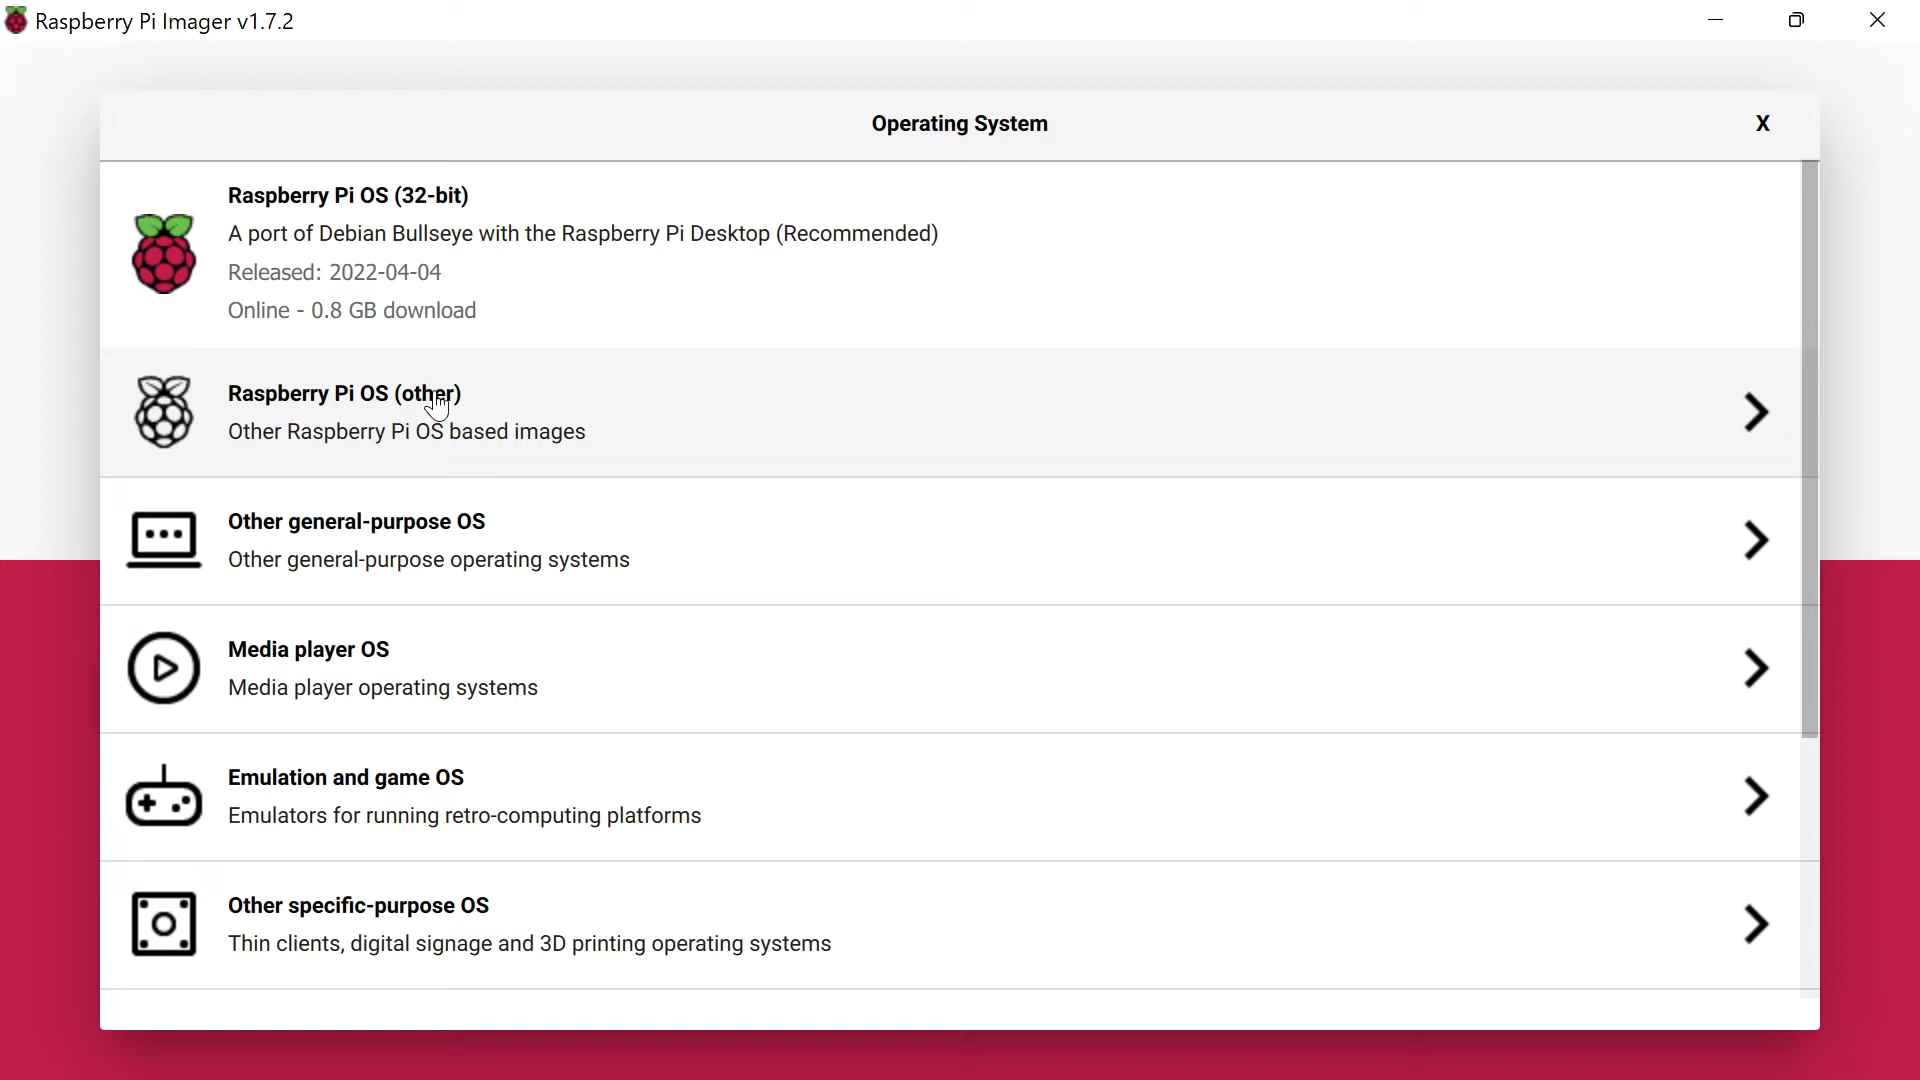 Raspberry Pi Imager v1.7.2
Operating System
X
Raspberry Pi OS (32-bit)
A port of Debian Bullseye with the Raspberry Pi Desktop (Recommended)
Released: 2022-04-04
Online - 0.8 GB download
Raspberry Pi OS (other)
Other Raspberry Pi OS based images
Other general-purpose OS
Other general-purpose operating systems
Media player OS
Media player operating systems
Emulation and game OS
Emulators for running retro-computing platforms
Other specific-purpose OS
Thin clients, digital signage and 3D printing operating systems